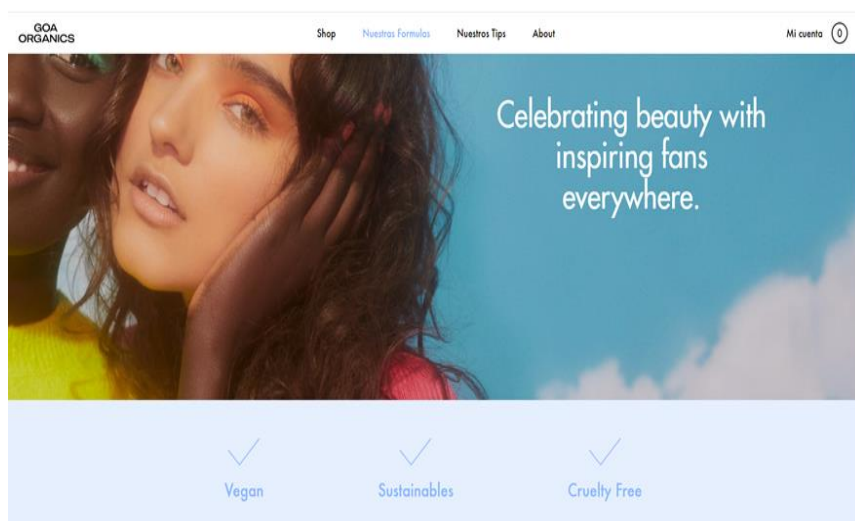 GOA
ORGANICS
Shop
Nuestras Formulas
Nuestros Tips
About
Mi cuenta
0
Celebrating beauty with
inspiring fans
everywhere.
Vegan
Sustainables
Cruelty Free